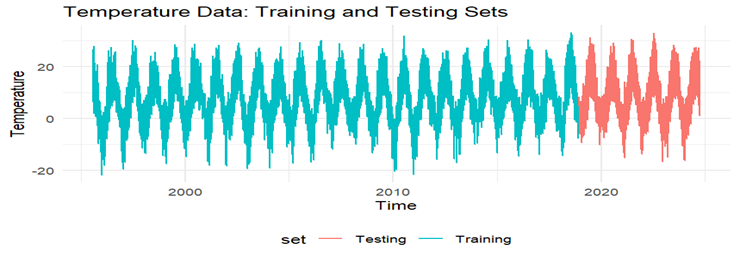 Temperature Data: Training and Testing Sets
Temperature
20
0
-20
2000 2010 2020
Time
set Testing Training